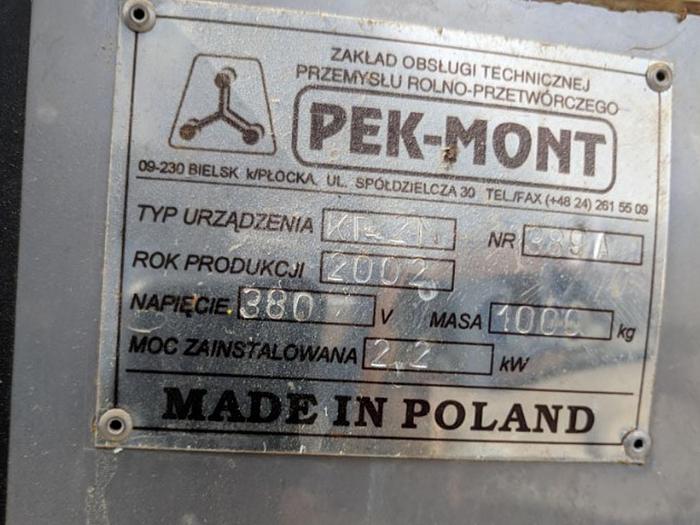 ZAKŁAD OBSŁUGI TECHNICZNEJ
PRZEMYSŁU ROLNO-PRZETWÓRCZEGO
PEK-MONT
09-230 BIELSK k/PŁOCKA, UL. SPÓŁDZIELCZA 30 TEL./FAX (+48 24) 261 55 09
TYP URZĄDZENIA NR
ROK PRODUKCJI 2002
NAPIĘCIE 380 V MASA 1000 kg
MOC ZAINSTALOWANA 2,2 kW
MADE IN POLAND